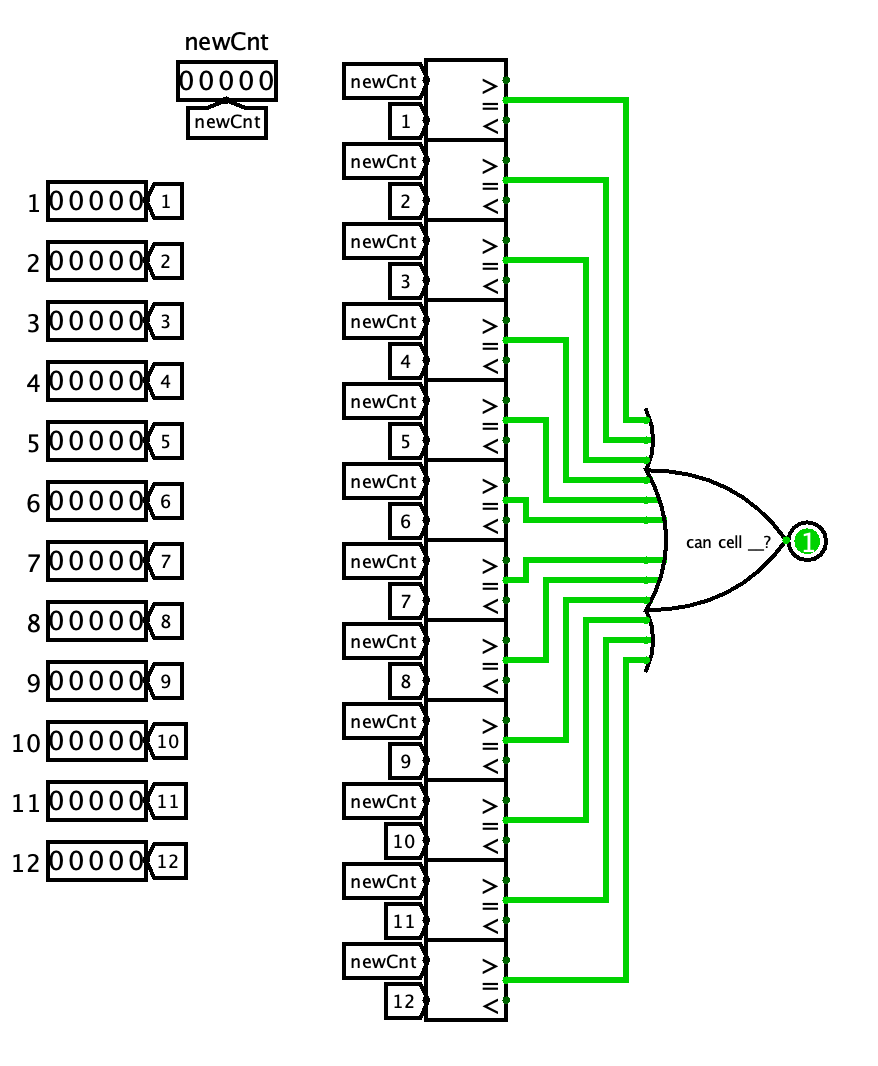 newCnt
00000
newCnt
1 00000 1
2 00000 2
3 00000 3
4 00000 4
5 00000 5
6 00000 6
7 00000 7
8 00000 8
9 00000 9
10 00000 10
11 00000 11
12 00000 12
newCnt >
=
1 <
newCnt >
=
2 <
newCnt >
=
3 <
newCnt >
=
4 <
newCnt >
=
5 <
newCnt >
=
6 <
newCnt >
=
7 <
newCnt >
=
8 <
newCnt >
=
9 <
newCnt >
=
10 <
newCnt >
=
11 <
newCnt >
=
12 <
can cell __? 1